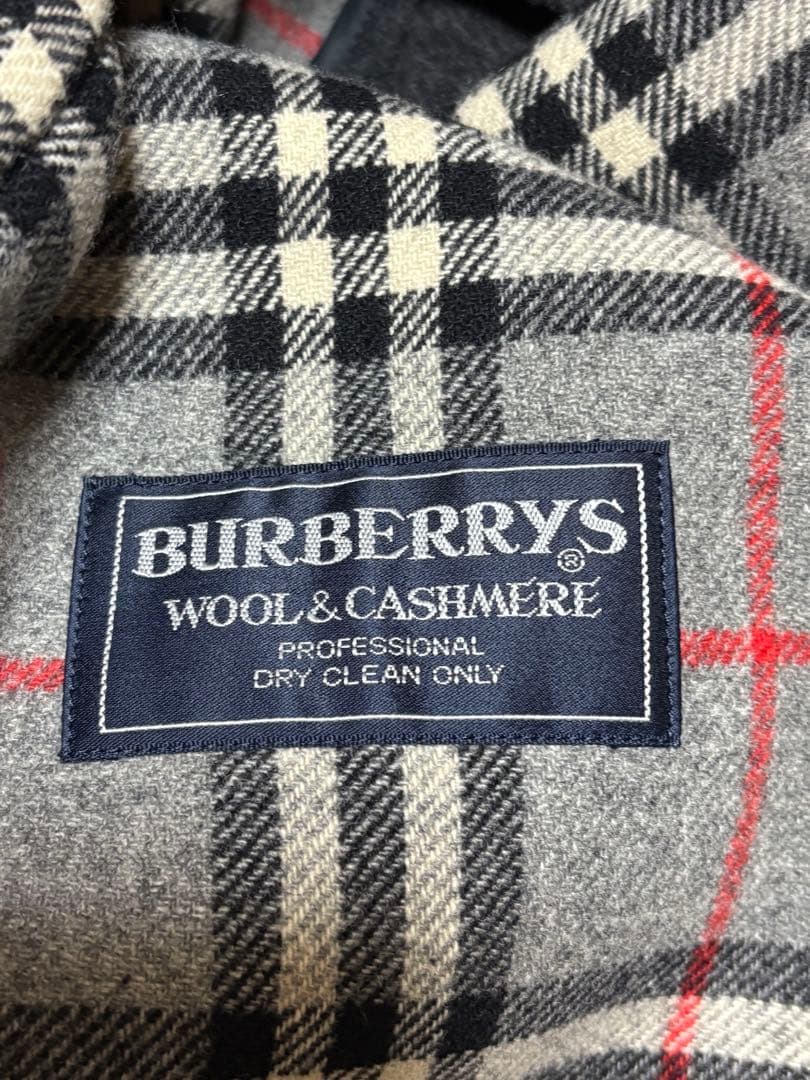 BURBERRYS®
WOOL & CASHMERE
PROFESSIONAL
DRY CLEAN ONLY